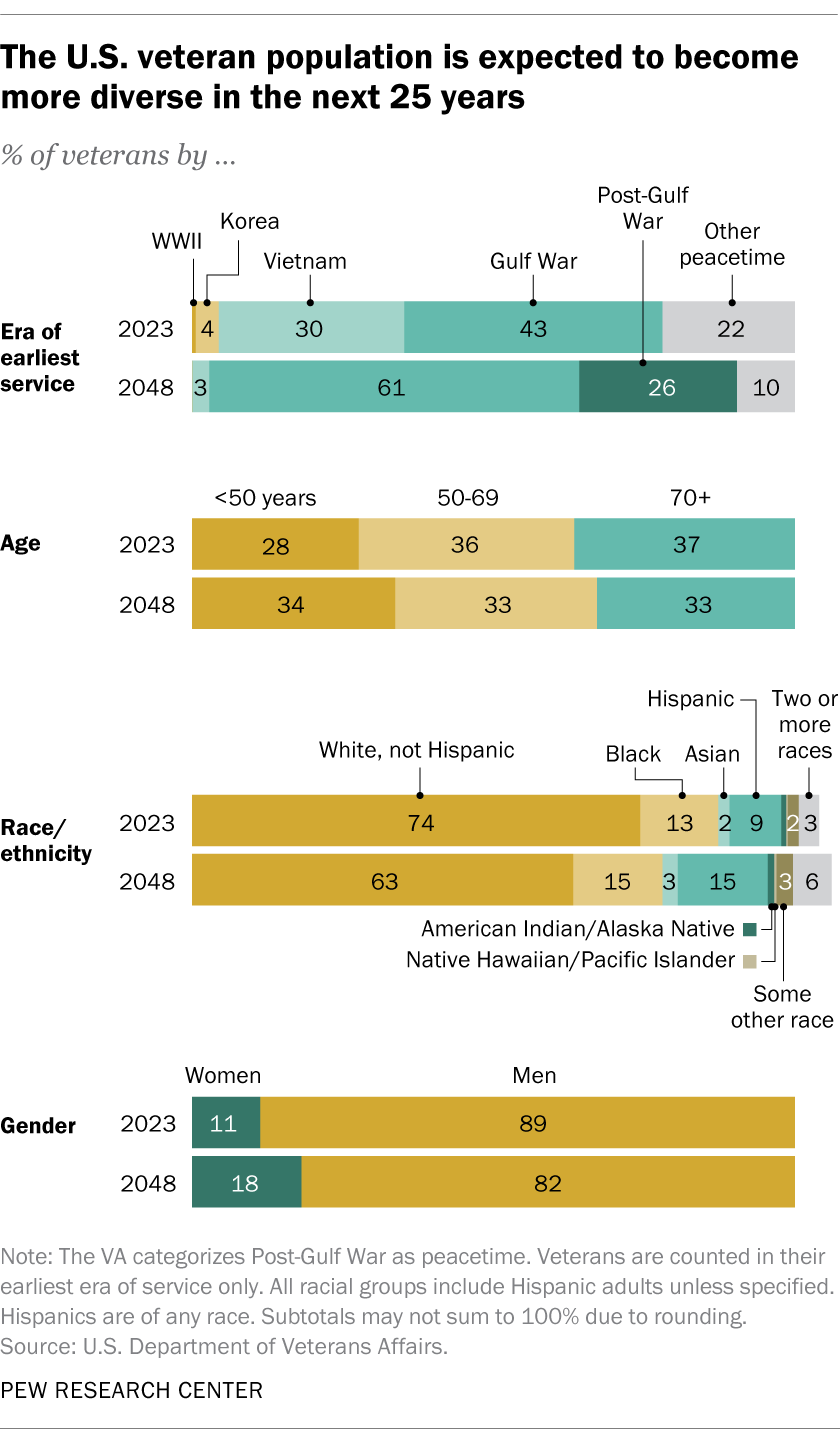 The U.S. veteran population is expected to become
more diverse in the next 25 years
% of veterans by ...
Post-Gulf
War
Korea
WWII
Vietnam
Gulf War
Other
peacetime
Era of
earliest
service
2023 4 30 43 22
2048 3 61 26 10
<50 years 50-69 70+
Age
2023 28 36 37
2048 34 33 33
Hispanic
Two or
more
races
White, not Hispanic
Black
Asian
Race/
ethnicity
2023 74 13 2 9 2 3
2048 63 15 3 15 3 6
American Indian/Alaska Native
Native Hawaiian/Pacific Islander
Some
other race
Women Men
Gender
2023 11 89
2048 18 82
Note: The VA categorizes Post-Gulf War as peacetime. Veterans are counted in their
earliest era of service only. All racial groups include Hispanic adults unless specified.
Hispanics are of any race. Subtotals may not sum to 100% due to rounding.
Source: U.S. Department of Veterans Affairs.
PEW RESEARCH CENTER